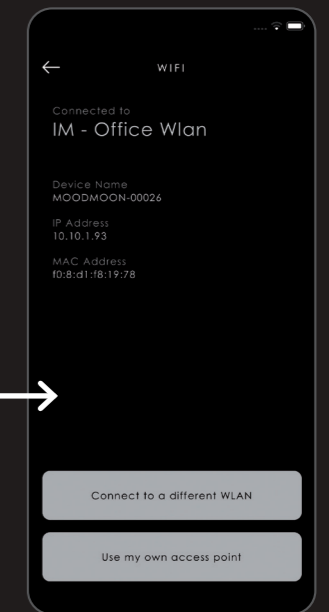 WIFI
Connected to
IM - Office Wlan
Device Name
MOODMOON-00026
IP Address
10.10.1.93
MAC Address
f0:8:d1:f8:19:78
Connect to a different WLAN
Use my own access point